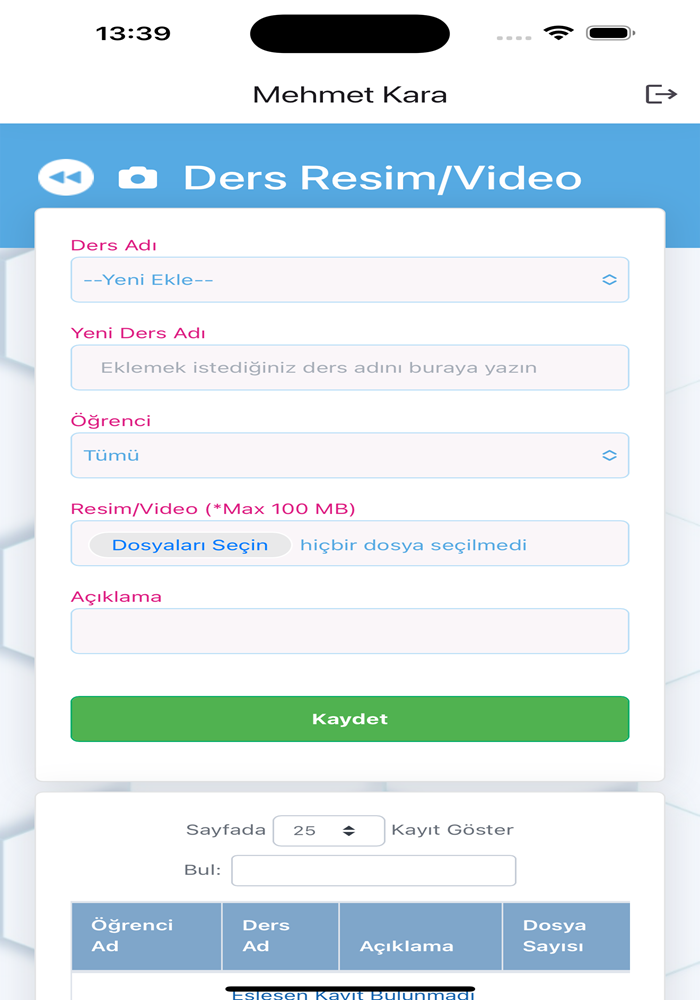 13:39
Mehmet Kara
Ders Resim/Video
Ders Adı
--Yeni Ekle--
Yeni Ders Adı
Eklemek istediğiniz ders adını buraya yazın
Öğrenci
Tümü
Resim/Video (*Max 100 MB)
Dosyaları Seçin hiçbir dosya seçilmedi
Açıklama
Kaydet
Sayfada 25 Kayıt Göster
Bul:
Öğrenci Ders Dosya
Ad Ad Açıklama Sayısı
Eşleşen Kayıt Bulunmadı